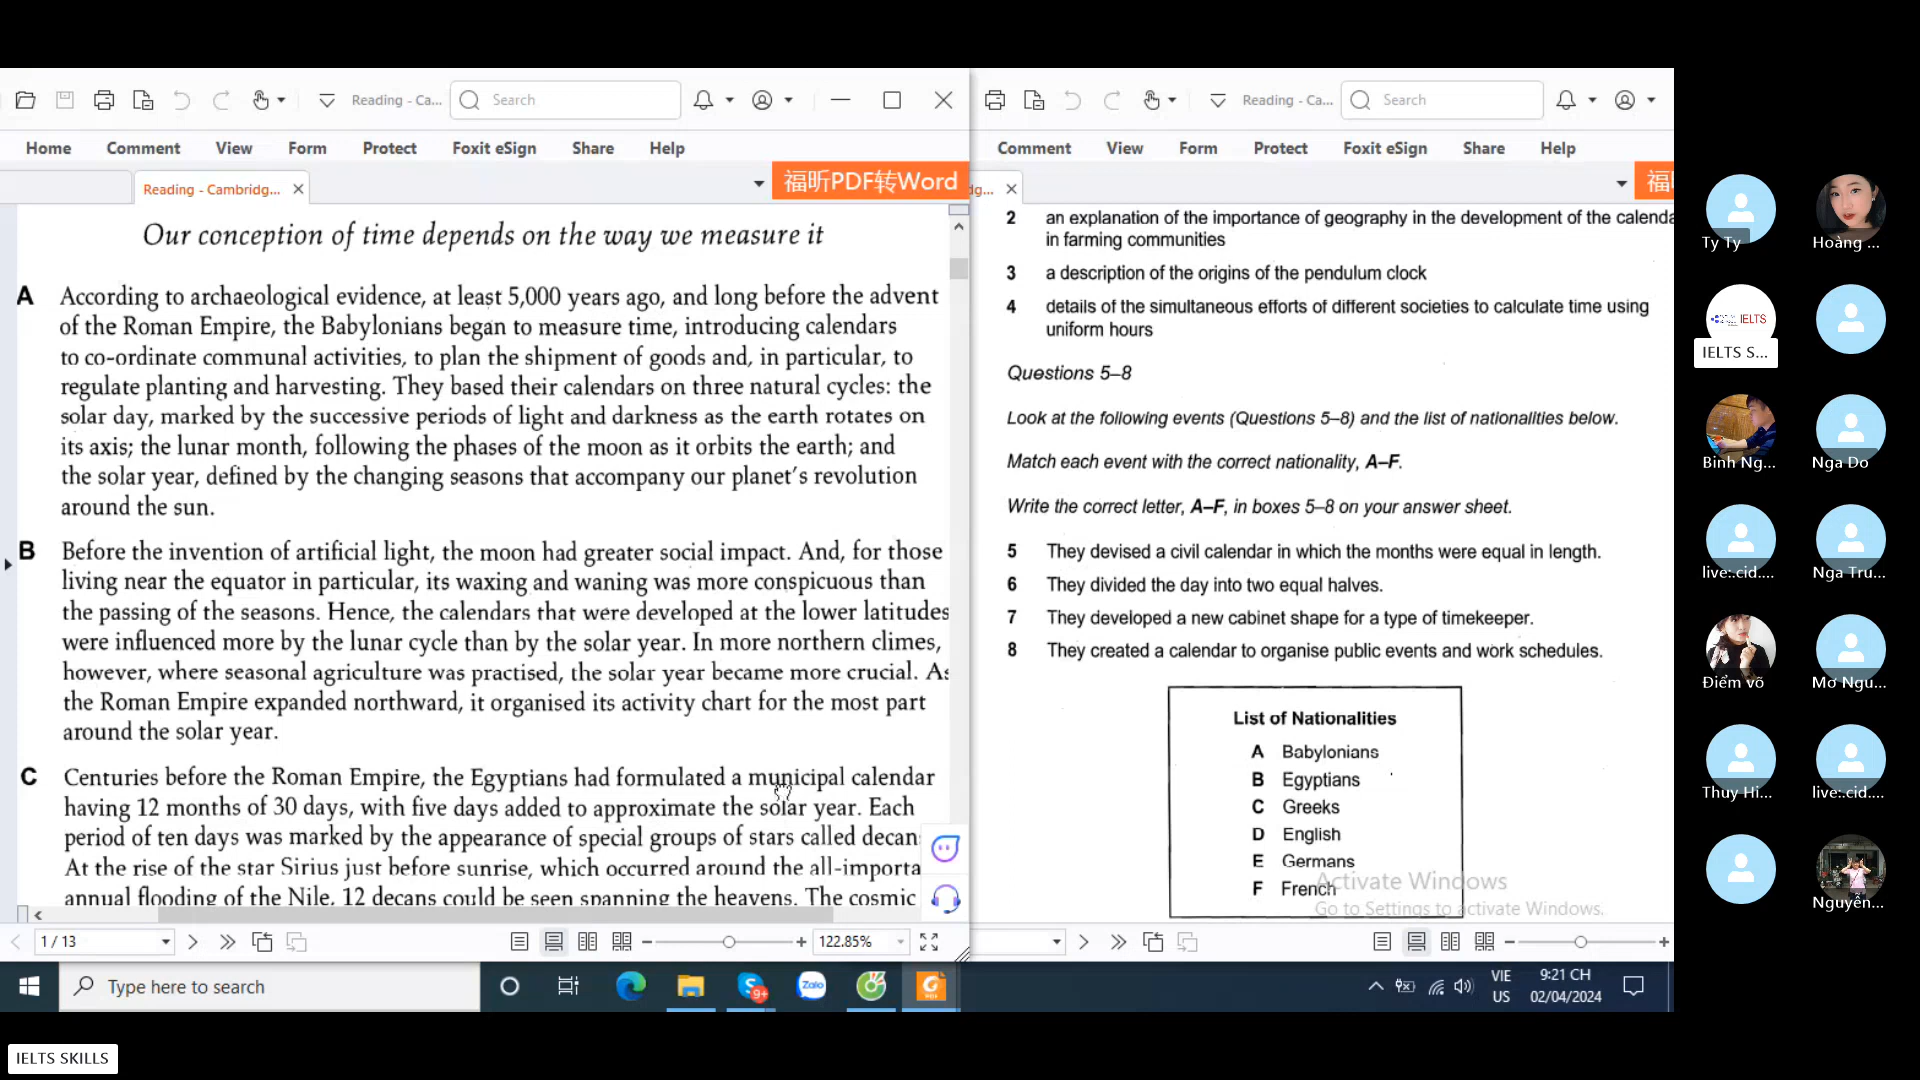 Reading - Ca...
Search
Home
Comment
View
Form
Protect
Foxit eSign
Share
Help
Reading - Cambridg...
福昕PDF转Word
Our conception of time depends on the way we measure it
A According to archaeological evidence, at least 5,000 years ago, and long before the advent
of the Roman Empire, the Babylonians began to measure time, introducing calendars
to co-ordinate communal activities, to plan the shipment of goods and, in particular, to
regulate planting and harvesting. They based their calendars on three natural cycles: the
solar day, marked by the successive periods of light and darkness as the earth rotates on
its axis; the lunar month, following the phases of the moon as it orbits the earth; and
the solar year, defined by the changing seasons that accompany our planet's revolution
around the sun.
B Before the invention of artificial light, the moon had greater social impact. And, for those
living near the equator in particular, its waxing and waning was more conspicuous than
the passing of the seasons. Hence, the calendars that were developed at the lower latitudes
were influenced more by the lunar cycle than by the solar year. In more northern climes,
however, where seasonal agriculture was practised, the solar year became more crucial. As
the Roman Empire expanded northward, it organised its activity chart for the most part
around the solar year.
C Centuries before the Roman Empire, the Egyptians had formulated a municipal calendar
having 12 months of 30 days, with five days added to approximate the solar year. Each
period of ten days was marked by the appearance of special groups of stars called decan
At the rise of the star Sirius just before sunrise, which occurred around the all-importa
annual flooding of the Nile, 12 decans could be seen spanning the heavens. The cosmic
1 / 13
122.85%
Reading - Ca...
Search
Comment
View
Form
Protect
Foxit eSign
Share
Help
dg...
福
2 an explanation of the importance of geography in the development of the calenda
in farming communities
3 a description of the origins of the pendulum clock
4 details of the simultaneous efforts of different societies to calculate time using
uniform hours
Questions 5–8
Look at the following events (Questions 5–8) and the list of nationalities below.
Match each event with the correct nationality, A–F.
Write the correct letter, A–F, in boxes 5–8 on your answer sheet.
5 They devised a civil calendar in which the months were equal in length.
6 They divided the day into two equal halves.
7 They developed a new cabinet shape for a type of timekeeper.
8 They created a calendar to organise public events and work schedules.
List of Nationalities
A Babylonians
B Egyptians
C Greeks
D English
E Germans
F French
Activate Windows
Go to Settings to activate Windows.
Type here to search
9+
Zalo
VIE
US
9:21 CH
02/04/2024
Ty Ty
Hoàng ...
IELTS
IELTS S...
Binh Ng...
Nga Do
live:.cid....
Nga Tru...
Điểm võ
Mơ Ngu...
Thuy Hi...
live:.cid....
Nguyễn...
IELTS SKILLS